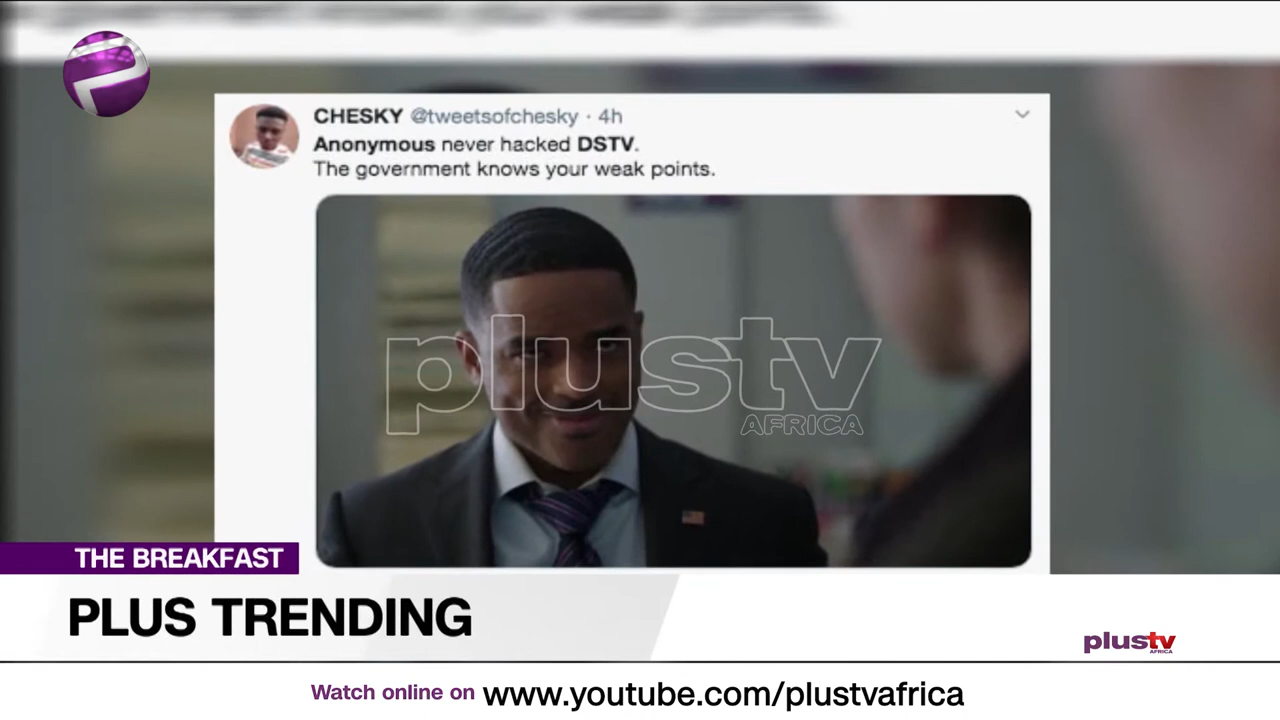 CHESKY @tweetsofchesky · 4h
Anonymous never hacked DSTV.
The government knows your weak points.
plustv
AFRICA
THE BREAKFAST
PLUS TRENDING
plustv
AFRICA
Watch online on www.youtube.com/plustvafrica